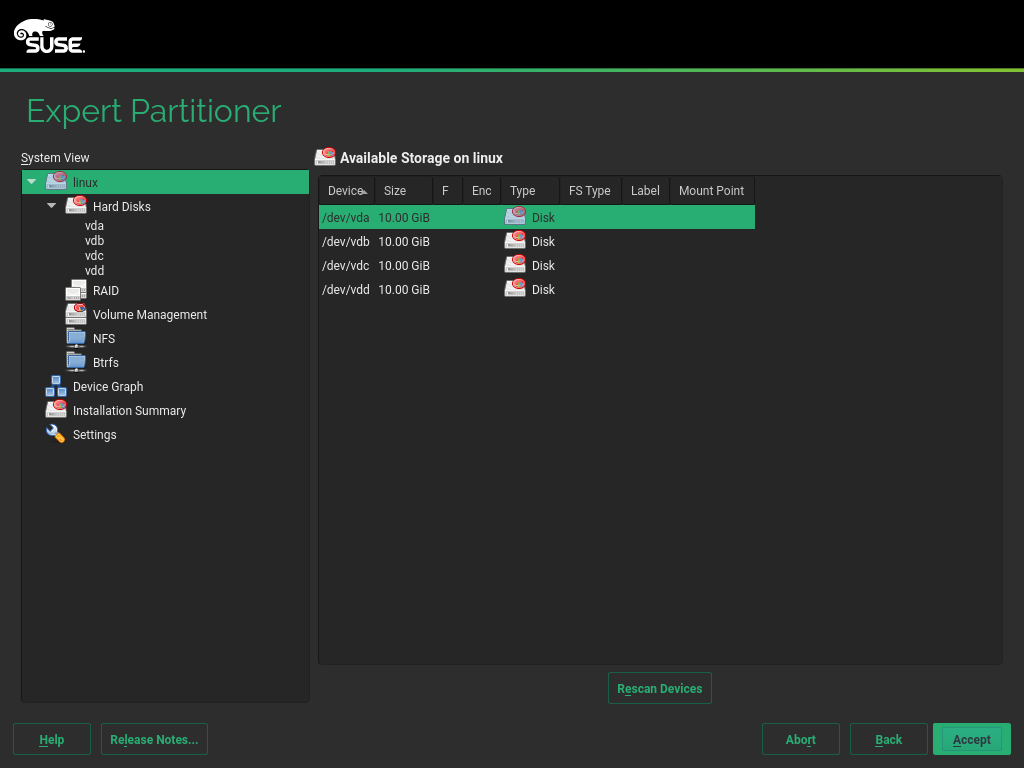 SUSE.
Expert Partitioner
System View
linux
Hard Disks
vda
vdb
vdc
vdd
RAID
Volume Management
NFS
Btrfs
Device Graph
Installation Summary
Settings
Available Storage on linux
Device Size F Enc Type FS Type Label Mount Point
/dev/vda 10.00 GiB Disk
/dev/vdb 10.00 GiB Disk
/dev/vdc 10.00 GiB Disk
/dev/vdd 10.00 GiB Disk
Rescan Devices
Help Release Notes... Abort Back Accept